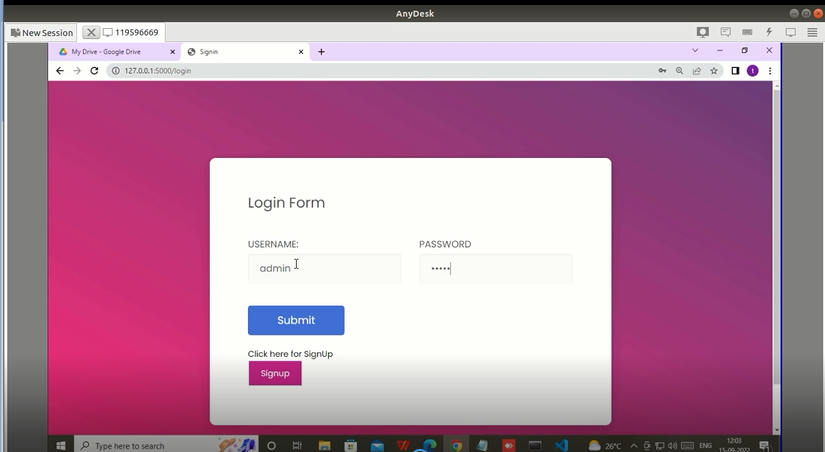 AnyDesk
New Session
119596669
My Drive - Google Drive
Signin
127.0.0.1:5000/login
Login Form
USERNAME:
PASSWORD
admin
•••••
Submit
Click here for SignUp
Signup
Type here to search
26°C
ENG
12:03
15-09-2022